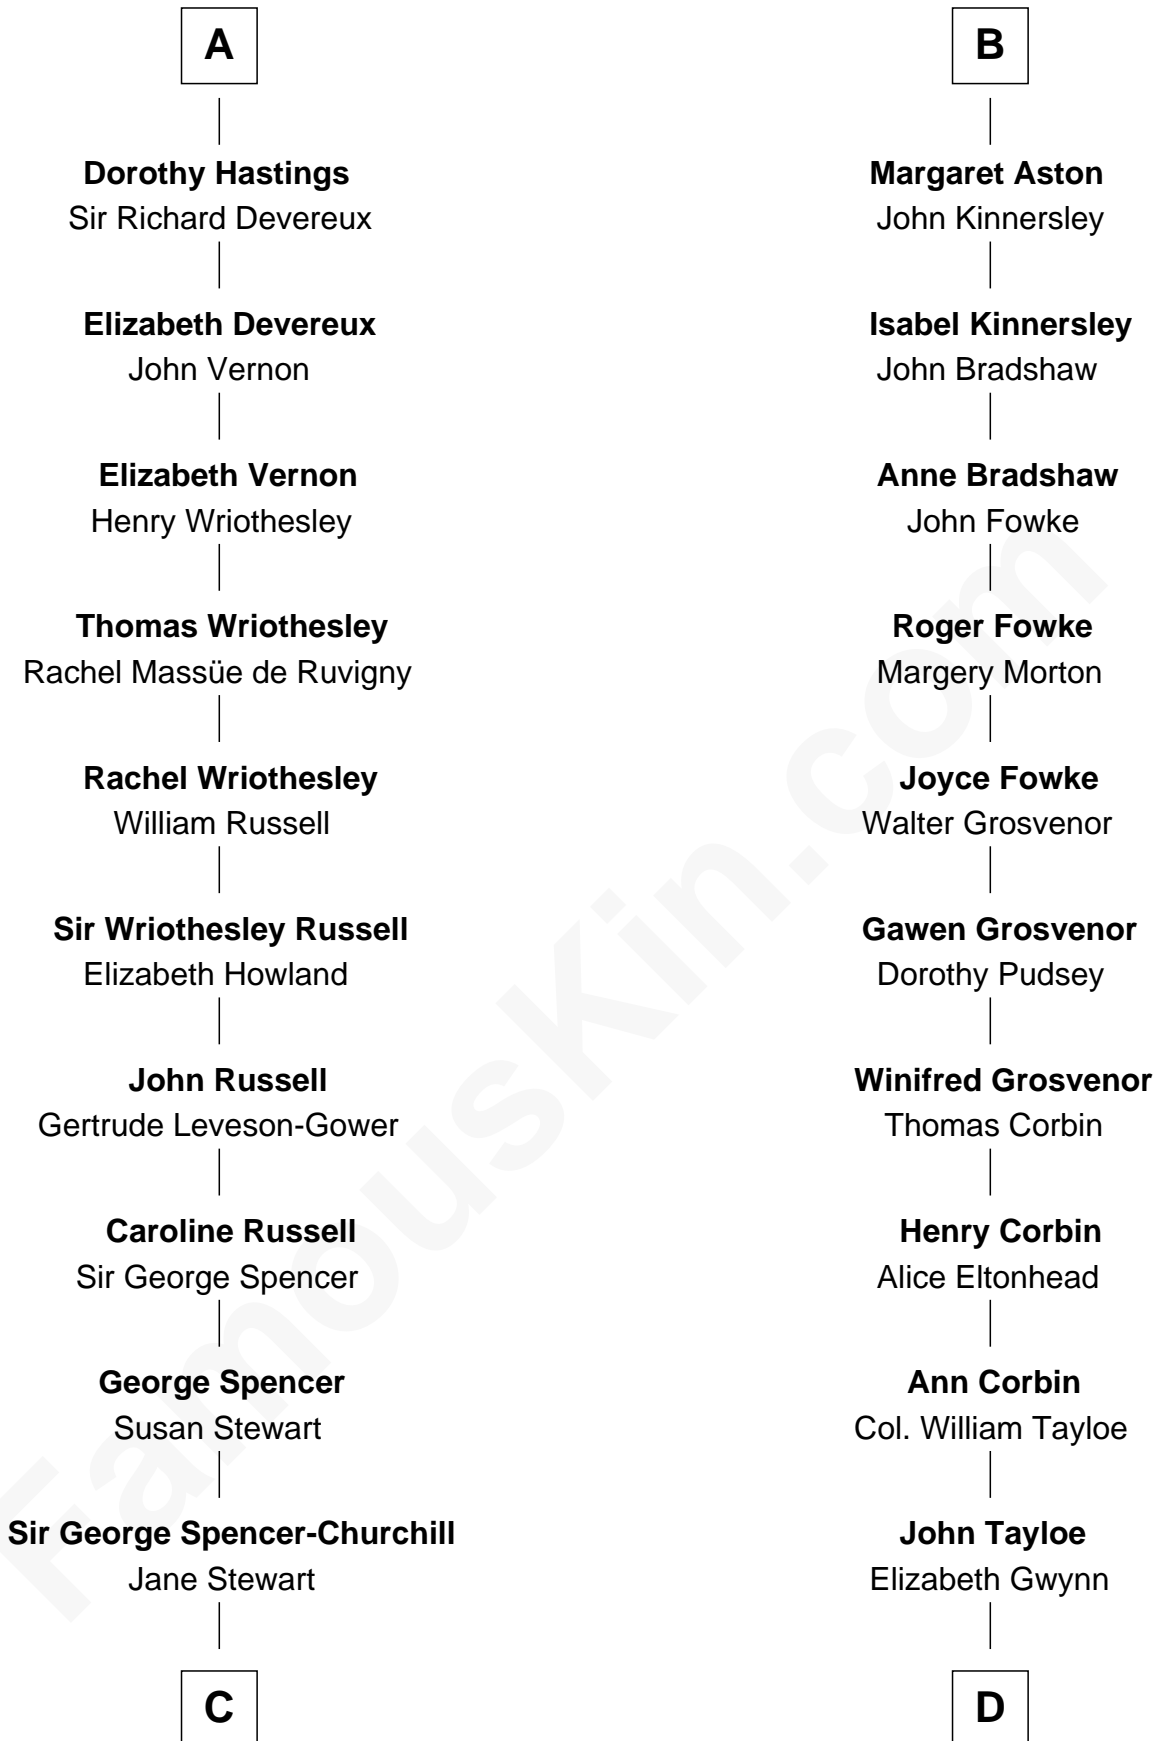 A
Dorothy Hastings
Sir Richard Devereux
Elizabeth Devereux
John Vernon
Elizabeth Vernon
Henry Wriothesley
Thomas Wriothesley
Rachel Massüe de Ruvigny
Rachel Wriothesley
William Russell
Sir Wriothesley Russell
Elizabeth Howland
John Russell
Gertrude Leveson-Gower
Caroline Russell
Sir George Spencer
George Spencer
Susan Stewart
Sir George Spencer-Churchill
Jane Stewart
C
B
Margaret Aston
John Kinnersley
Isabel Kinnersley
John Bradshaw
Anne Bradshaw
John Fowke
Roger Fowke
Margery Morton
Joyce Fowke
Walter Grosvenor
Gawen Grosvenor
Dorothy Pudsey
Winifred Grosvenor
Thomas Corbin
Henry Corbin
Alice Eltonhead
Ann Corbin
Col. William Tayloe
John Tayloe
Elizabeth Gwynn
D
FamousKin.com